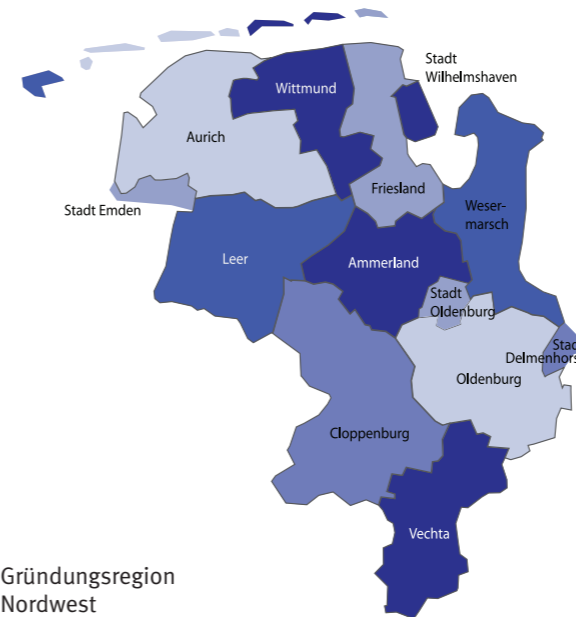 Stadt
Wilhelmshaven
Wittmund
Aurich
Friesland
Stadt Emden
Weser-
marsch
Leer
Ammerland
Stadt
Oldenburg
Delmenhors
Oldenburg
Cloppenburg
Vechta
Gründungsregion
Nordwest